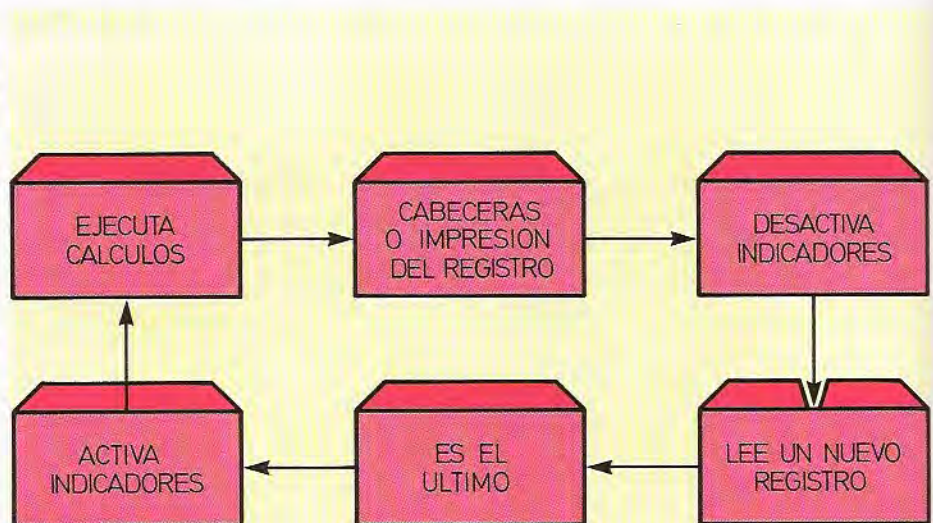 EJECUTA
CALCULOS
CABECERAS
O IMPRESION
DEL REGISTRO
DESACTIVA
INDICADORES
ACTIVA
INDICADORES
ES EL
ULTIMO
LEE UN NUEVO
REGISTRO